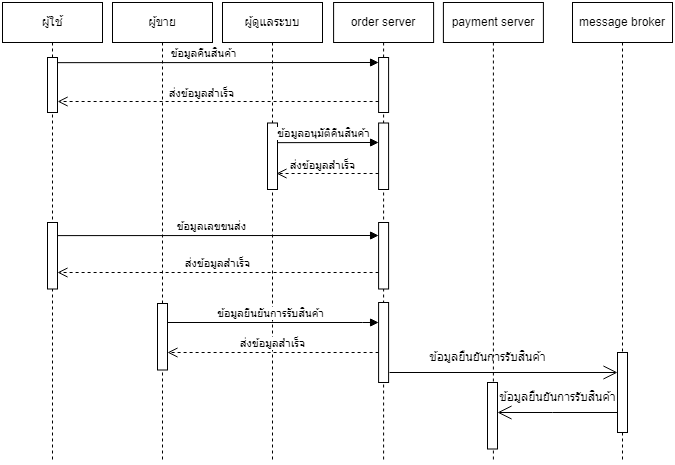 ผู้ใช้
ผู้ขาย
ผู้ดูแลระบบ
order server
payment server
message broker
ข้อมูลคืนสินค้า
ส่งข้อมูลสำเร็จ
ข้อมูลอนุมัติคืนสินค้า
ส่งข้อมูลสำเร็จ
ข้อมูลเลขขนส่ง
ส่งข้อมูลสำเร็จ
ข้อมูลยืนยันการรับสินค้า
ส่งข้อมูลสำเร็จ
ข้อมูลยืนยันการรับสินค้า
ข้อมูลยืนยันการรับสินค้า